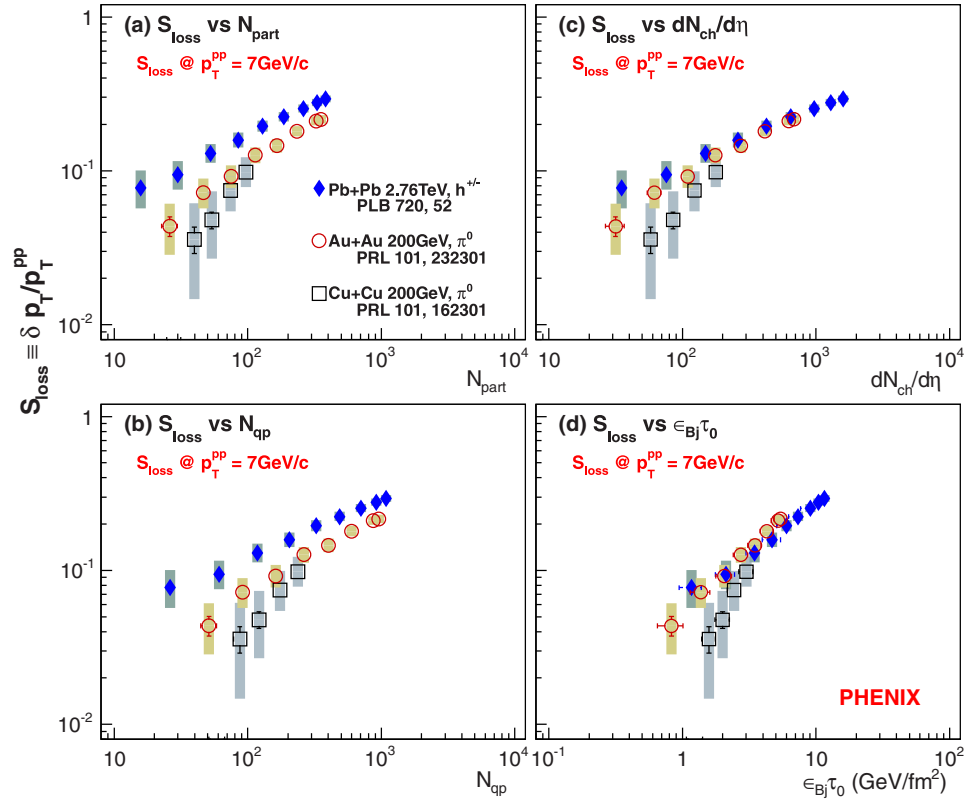 S_loss ≡ δ p_T/p_T^pp
(a) S_loss vs N_part
S_loss @ p_T^pp = 7GeV/c
1
10^-1
10^-2
Pb+Pb 2.76TeV, h^+/-
PLB 720, 52
Au+Au 200GeV, π^0
PRL 101, 232301
Cu+Cu 200GeV, π^0
PRL 101, 162301
10 10^2 10^3 10^4
N_part
(c) S_loss vs dN_ch/dη
S_loss @ p_T^pp = 7GeV/c
10 10^2 10^3 10^4
dN_ch/dη
(b) S_loss vs N_qp
S_loss @ p_T^pp = 7GeV/c
1
10^-1
10^-2
10 10^2 10^3 10^4
N_qp
(d) S_loss vs ϵ_Bj τ_0
S_loss @ p_T^pp = 7GeV/c
PHENIX
10^-1 1 10 10^2
ϵ_Bj τ_0 (GeV/fm^2)